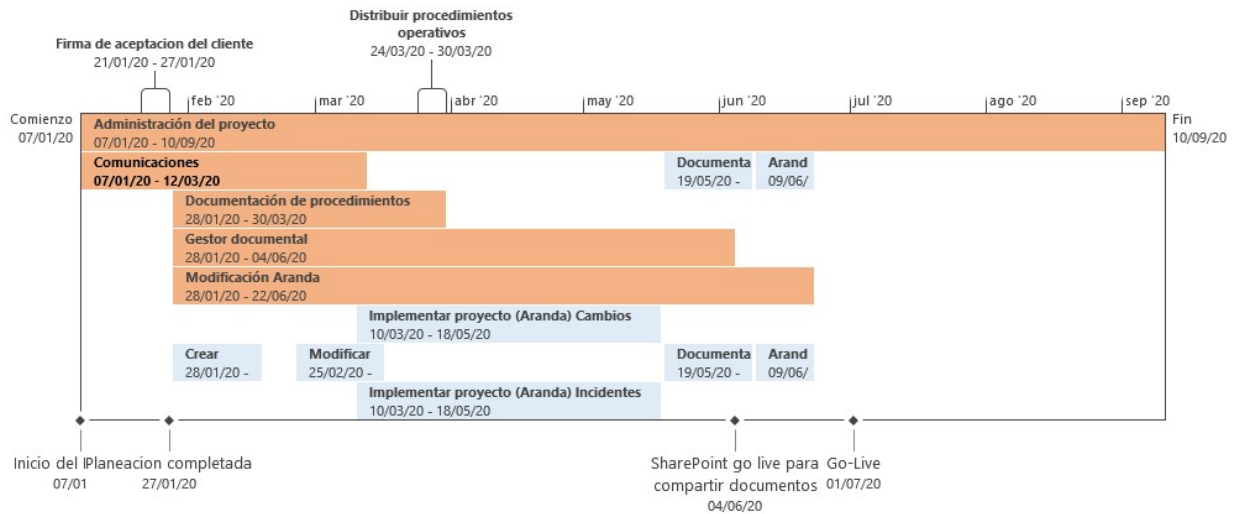 Distribuir procedimientos
operativos
24/03/20 - 30/03/20
Firma de aceptacion del cliente
21/01/20 - 27/01/20
feb '20
mar '20
abr '20
may '20
jun '20
jul '20
ago '20
sep '20
Comienzo
07/01/20
Fin
10/09/20
Administración del proyecto
07/01/20 - 10/09/20
Comunicaciones
07/01/20 - 12/03/20
Documenta
19/05/20 -
Arand
09/06/
Documentación de procedimientos
28/01/20 - 30/03/20
Gestor documental
28/01/20 - 04/06/20
Modificación Aranda
28/01/20 - 22/06/20
Implementar proyecto (Aranda) Cambios
10/03/20 - 18/05/20
Crear
28/01/20 -
Modificar
25/02/20 -
Documenta
19/05/20 -
Arand
09/06/
Implementar proyecto (Aranda) Incidentes
10/03/20 - 18/05/20
Inicio del
07/01
Planeacion completada
27/01/20
SharePoint go live para
compartir documentos
04/06/20
Go-Live
01/07/20